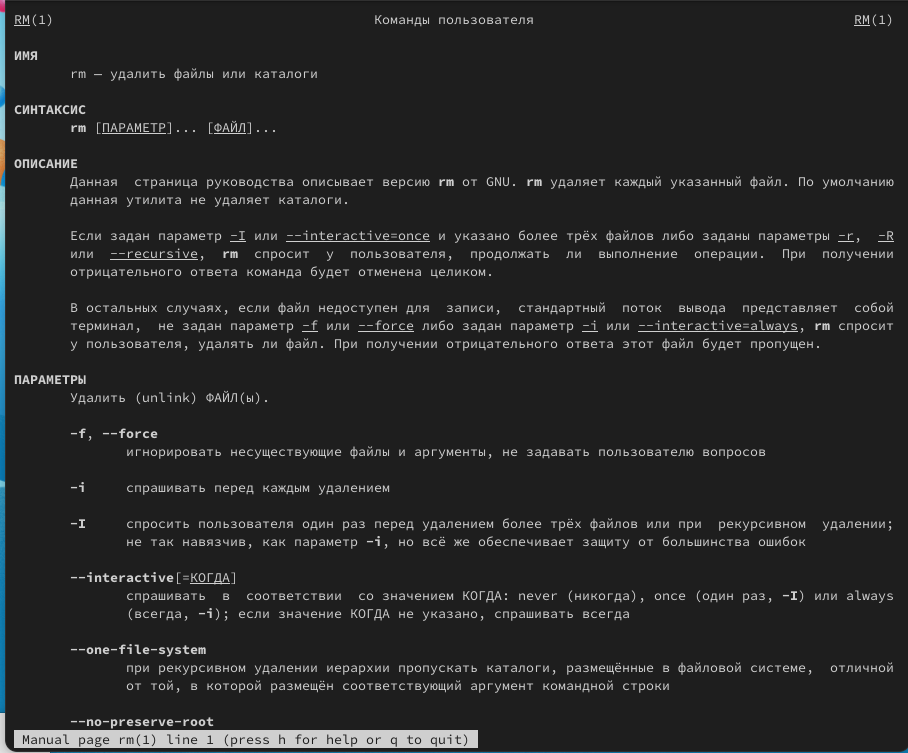 RM(1) Команды пользователя RM(1)
ИМЯ
rm — удалить файлы или каталоги
СИНТАКСИС
rm [ПАРАМЕТР]... [ФАЙЛ]...
ОПИСАНИЕ
Данная страница руководства описывает версию rm от GNU. rm удаляет каждый указанный файл. По умолчанию
данная утилита не удаляет каталоги.
Если задан параметр -I или --interactive=once и указано более трёх файлов либо заданы параметры -r, -R
или --recursive, rm спросит у пользователя, продолжать ли выполнение операции. При получении
отрицательного ответа команда будет отменена целиком.
В остальных случаях, если файл недоступен для записи, стандартный поток вывода представляет собой
терминал, не задан параметр -f или --force либо задан параметр -i или --interactive=always, rm спросит
у пользователя, удалять ли файл. При получении отрицательного ответа этот файл будет пропущен.
ПАРАМЕТРЫ
Удалить (unlink) ФАЙЛ(ы).
-f, --force
игнорировать несуществующие файлы и аргументы, не задавать пользователю вопросов
-i спрашивать перед каждым удалением
-I спросить пользователя один раз перед удалением более трёх файлов или при рекурсивном удалении;
не так навязчив, как параметр -i, но всё же обеспечивает защиту от большинства ошибок
--interactive[=КОГДА]
спрашивать в соответствии со значением КОГДА: never (никогда), once (один раз, -I) или always
(всегда, -i); если значение КОГДА не указано, спрашивать всегда
--one-file-system
при рекурсивном удалении иерархии пропускать каталоги, размещённые в файловой системе, отличной
от той, в которой размещён соответствующий аргумент командной строки
--no-preserve-root
Manual page rm(1) line 1 (press h for help or q to quit)